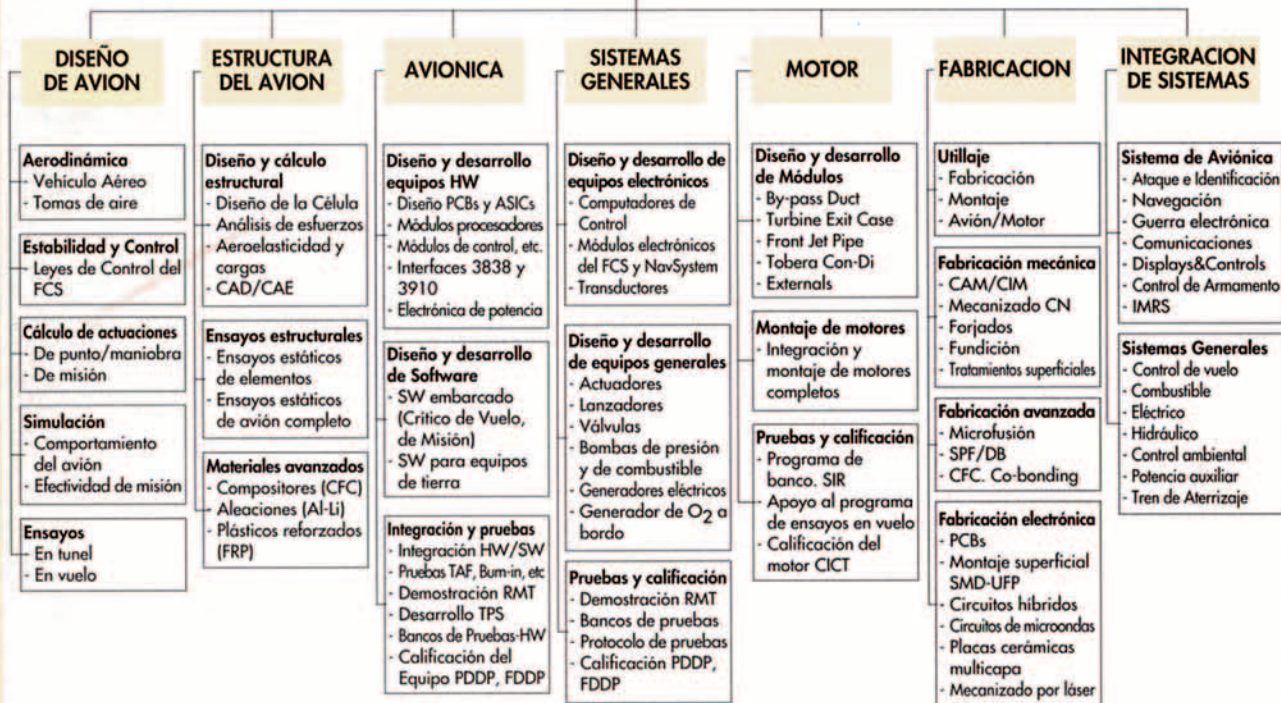 DISEÑO
DE AVION
Aerodinámica
- Vehículo Aéreo
- Tomas de aire
Estabilidad y Control
- Leyes de Control del
FCS
Cálculo de actuaciones
- De punto/maniobra
- De misión
Simulación
- Comportamiento
del avión
- Efectividad de misión
Ensayos
- En tunel
- En vuelo
ESTRUCTURA
DEL AVION
Diseño y cálculo
estructural
- Diseño de la Célula
- Análisis de esfuerzos
- Aeroelasticidad y
cargas
- CAD/CAE
Ensayos estructurales
- Ensayos estáticos
de elementos
- Ensayos estáticos
de avión completo
Materiales avanzados
- Compositores (CFC)
- Aleaciones (Al-Li)
- Plásticos reforzados
(FRP)
AVIONICA
Diseño y desarrollo
equipos HW
- Diseño PCBs y ASICs
- Módulos procesadores
- Módulos de control, etc.
- Interfaces 3838 y
3910
- Electrónica de potencia
Diseño y desarrollo
de Software
- SW embarcado
(Crítico de Vuelo,
de Misión)
- SW para equipos
de tierra
Integración y pruebas
- Integración HW/SW
- Pruebas TAF, Burn-in, etc
- Demostración RMT
- Desarrollo TPS
- Bancos de Pruebas-HW
- Calificación del
Equipo PDDP, FDDP
SISTEMAS
GENERALES
Diseño y desarrollo de
equipos electrónicos
- Computadores de
Control
- Módulos electrónicos
del FCS y NavSystem
- Transductores
Diseño y desarrollo
de equipos generales
- Actuadores
- Lanzadores
- Válvulas
- Bombas de presión
y de combustible
- Generadores eléctricos
- Generador de O2 a
bordo
Pruebas y calificación
- Demostración RMT
- Bancos de pruebas
- Protocolo de pruebas
- Calificación PDDP,
FDDP
MOTOR
Diseño y desarrollo
de Módulos
- By-pass Duct
- Turbine Exit Case
- Front Jet Pipe
- Tobera Con-Di
- Externals
Montaje de motores
- Integración y
montaje de motores
completos
Pruebas y calificación
- Programa de
banco. SIR
- Apoyo al programa
de ensayos en vuelo
- Calificación del
motor CICT
FABRICACION
Utillaje
- Fabricación
- Montaje
- Avión/Motor
Fabricación mecánica
- CAM/CIM
- Mecanizado CN
- Forjados
- Fundición
- Tratamientos superficiales
Fabricación avanzada
- Microfusión
- SPF/DB
- CFC. Co-bonding
Fabricación electrónica
- PCBs
- Montaje superficial
SMD-UFP
- Circuitos híbridos
- Circuitos de microondas
- Placas cerámicas
multicapa
- Mecanizado por láser
INTEGRACION
DE SISTEMAS
Sistema de Aviónica
- Ataque e Identificación
- Navegación
- Guerra electrónica
- Comunicaciones
- Displays&Controls
- Control de Armamento
- IMRS
Sistemas Generales
- Control de vuelo
- Combustible
- Eléctrico
- Hidráulico
- Control ambiental
- Potencia auxiliar
- Tren de Aterrizaje